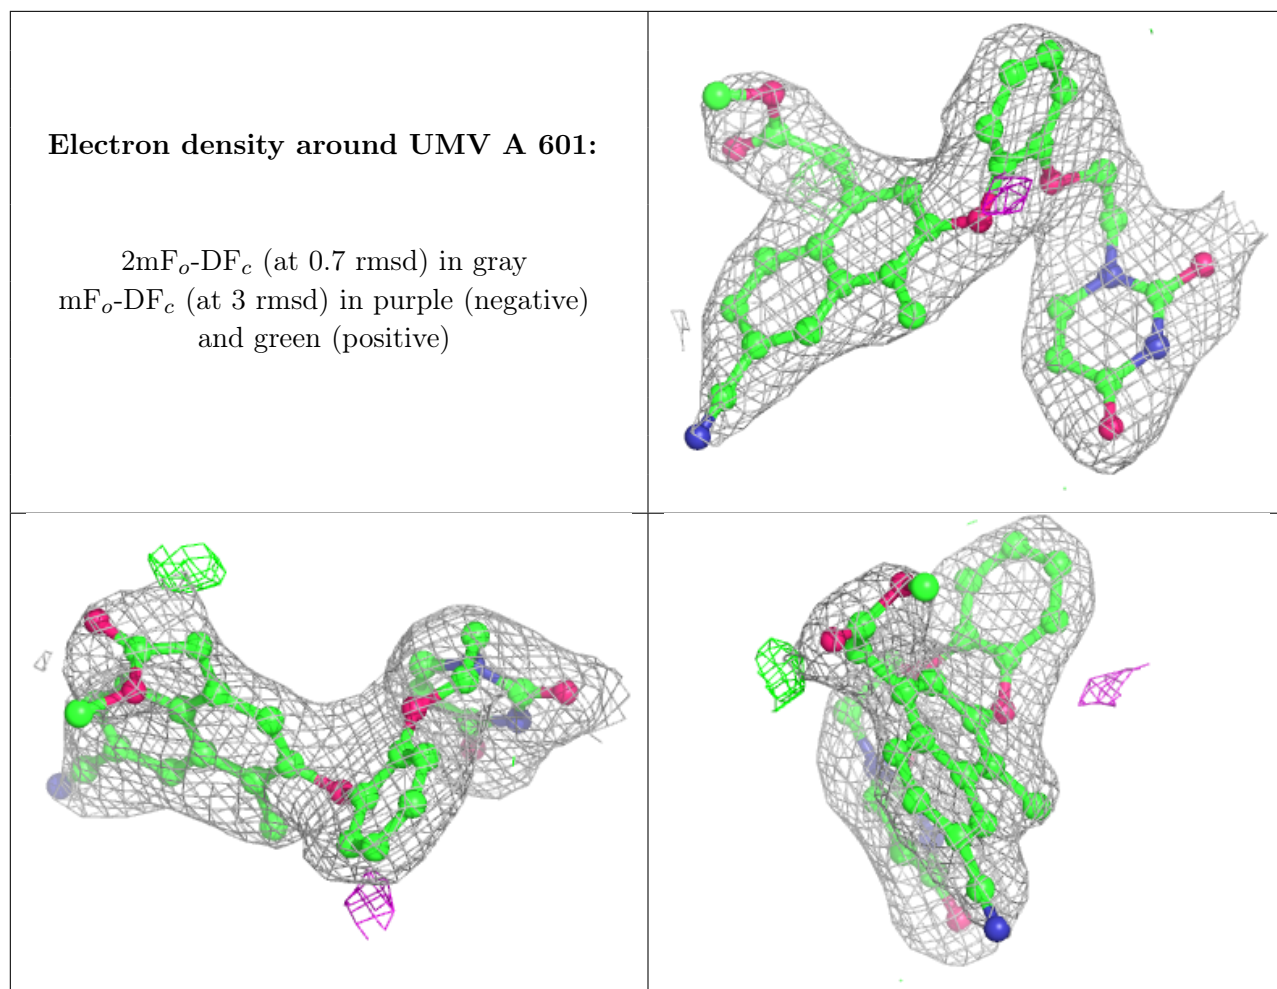 Electron density around UMV A 601:
2mFo-DFc (at 0.7 rmsd) in gray
mFo-DFc (at 3 rmsd) in purple (negative)
and green (positive)